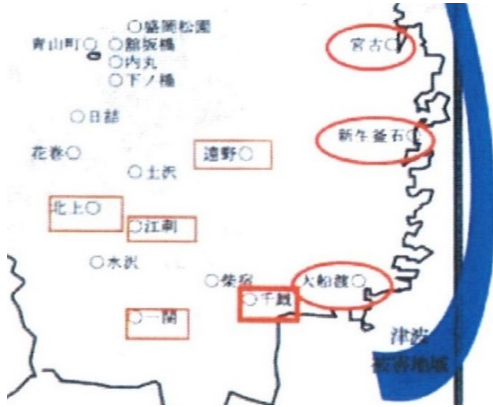 盛岡松園
青山町
舘坂橋
内丸
下ノ橋
宮古
日詰
花巻
土沢
遠野
新生釜石
北上
江刺
水沢
柴宿
大船渡
千厩
一関
津波
被害地域